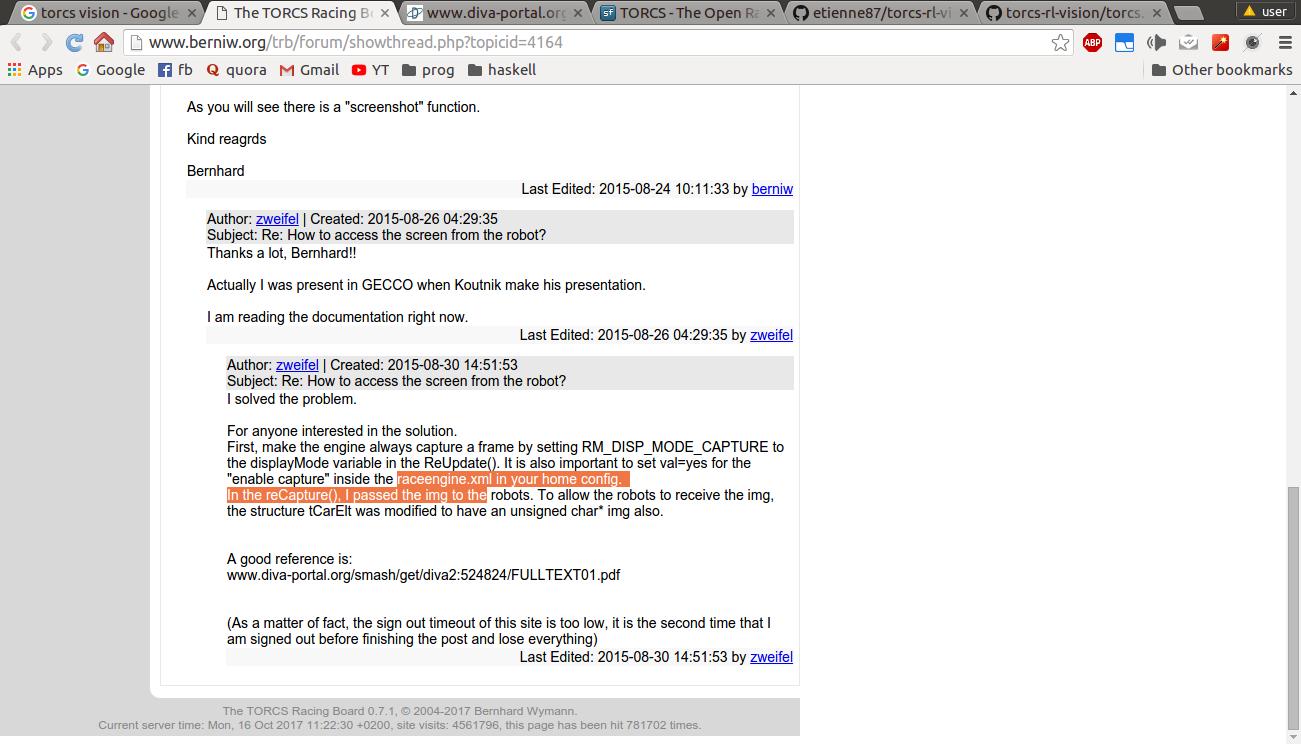 torcs vision - Google
The TORCS Racing B
www.diva-portal.org
TORCS - The Open Ra
etienne87/torcs-rl-vi
torcs-rl-vision/torcs.
user
www.berniw.org/trb/forum/showthread.php?topicid=4164
ABP
Apps Google fb quora Gmail YT prog haskell Other bookmarks
As you will see there is a "screenshot" function.
Kind reagrds
Bernhard
Last Edited: 2015-08-24 10:11:33 by berniw
Author: zweifel | Created: 2015-08-26 04:29:35
Subject: Re: How to access the screen from the robot?
Thanks a lot, Bernhard!!
Actually I was present in GECCO when Koutnik make his presentation.
I am reading the documentation right now.
Last Edited: 2015-08-26 04:29:35 by zweifel
Author: zweifel | Created: 2015-08-30 14:51:53
Subject: Re: How to access the screen from the robot?
I solved the problem.
For anyone interested in the solution.
First, make the engine always capture a frame by setting RM_DISP_MODE_CAPTURE to
the displayMode variable in the ReUpdate(). It is also important to set val=yes for the
"enable capture" inside the raceengine.xml in your home config.
In the reCapture(), I passed the img to the robots. To allow the robots to receive the img,
the structure tCarElt was modified to have an unsigned char* img also.
A good reference is:
www.diva-portal.org/smash/get/diva2:524824/FULLTEXT01.pdf
(As a matter of fact, the sign out timeout of this site is too low, it is the second time that I
am signed out before finishing the post and lose everything)
Last Edited: 2015-08-30 14:51:53 by zweifel
The TORCS Racing Board 0.7.1, © 2004-2017 Bernhard Wymann.
Current server time: Mon, 16 Oct 2017 11:22:30 +0200, site visits: 4561796, this page has been hit 781702 times.